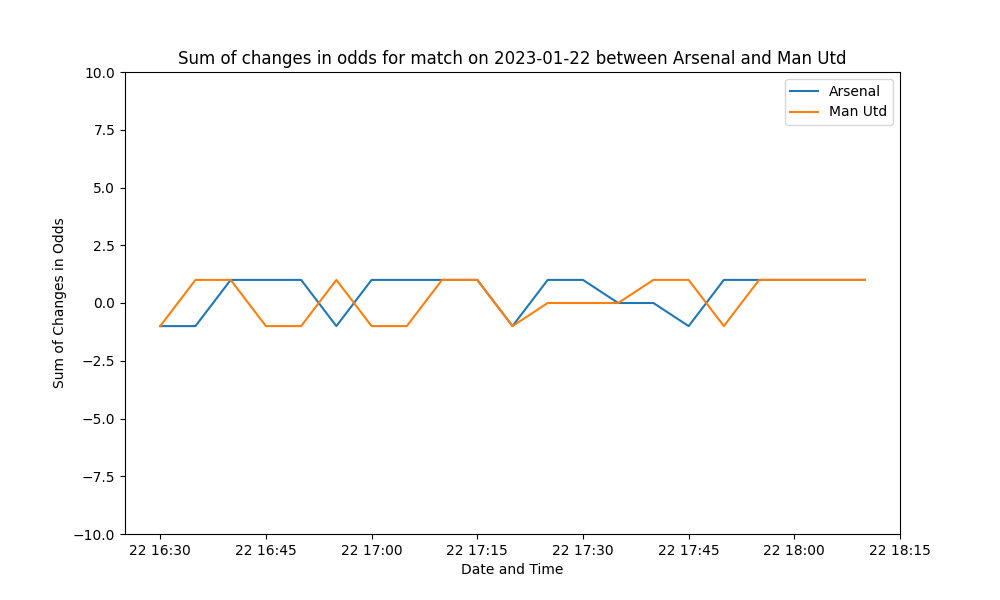 Sum of changes in odds for match on 2023-01-22 between Arsenal and Man Utd
Arsenal
Man Utd
10.0
7.5
5.0
2.5
0.0
−2.5
−5.0
−7.5
−10.0
Sum of Changes in Odds
22 16:30 22 16:45 22 17:00 22 17:15 22 17:30 22 17:45 22 18:00 22 18:15
Date and Time